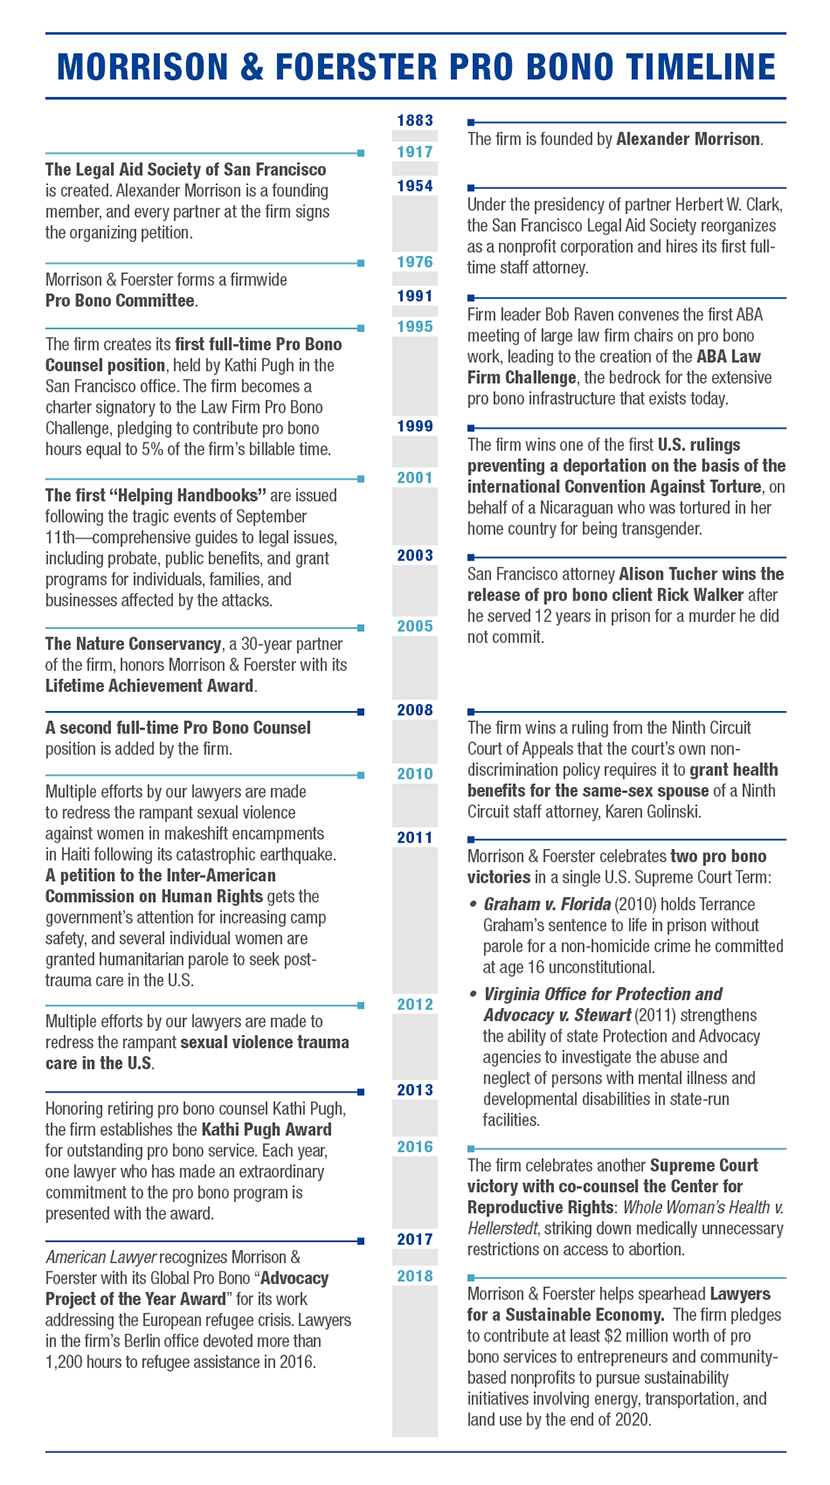 MORRISON & FOERSTER PRO BONO TIMELINE
1883
The firm is founded by Alexander Morrison.
1917
The Legal Aid Society of San Francisco
is created. Alexander Morrison is a founding
member, and every partner at the firm signs
the organizing petition.
1954
Under the presidency of partner Herbert W. Clark,
the San Francisco Legal Aid Society reorganizes
as a nonprofit corporation and hires its first full-
time staff attorney.
1976
Morrison & Foerster forms a firmwide
Pro Bono Committee.
1991
Firm leader Bob Raven convenes the first ABA
meeting of large law firm chairs on pro bono
work, leading to the creation of the ABA Law
Firm Challenge, the bedrock for the extensive
pro bono infrastructure that exists today.
1995
The firm creates its first full-time Pro Bono
Counsel position, held by Kathi Pugh in the
San Francisco office. The firm becomes a
charter signatory to the Law Firm Pro Bono
Challenge, pledging to contribute pro bono
hours equal to 5% of the firm's billable time.
1999
The firm wins one of the first U.S. rulings
preventing a deportation on the basis of the
international Convention Against Torture, on
behalf of a Nicaraguan who was tortured in her
home country for being transgender.
2001
The first “Helping Handbooks” are issued
following the tragic events of September
11th—comprehensive guides to legal issues,
including probate, public benefits, and grant
programs for individuals, families, and
businesses affected by the attacks.
2003
San Francisco attorney Alison Tucher wins the
release of pro bono client Rick Walker after
he served 12 years in prison for a murder he did
not commit.
2005
The Nature Conservancy, a 30-year partner
of the firm, honors Morrison & Foerster with its
Lifetime Achievement Award.
2008
A second full-time Pro Bono Counsel
position is added by the firm.
The firm wins a ruling from the Ninth Circuit
Court of Appeals that the court's own non-
discrimination policy requires it to grant health
benefits for the same-sex spouse of a Ninth
Circuit staff attorney, Karen Golinski.
2010
Multiple efforts by our lawyers are made
to redress the rampant sexual violence
against women in makeshift encampments
in Haiti following its catastrophic earthquake.
A petition to the Inter-American
Commission on Human Rights gets the
government's attention for increasing camp
safety, and several individual women are
granted humanitarian parole to seek post-
trauma care in the U.S.
2011
Morrison & Foerster celebrates two pro bono
victories in a single U.S. Supreme Court Term:
• Graham v. Florida (2010) holds Terrance
Graham's sentence to life in prison without
parole for a non-homicide crime he committed
at age 16 unconstitutional.
• Virginia Office for Protection and
Advocacy v. Stewart (2011) strengthens
the ability of state Protection and Advocacy
agencies to investigate the abuse and
neglect of persons with mental illness and
developmental disabilities in state-run
facilities.
2012
Multiple efforts by our lawyers are made to
redress the rampant sexual violence trauma
care in the U.S.
2013
Honoring retiring pro bono counsel Kathi Pugh,
the firm establishes the Kathi Pugh Award
for outstanding pro bono service. Each year,
one lawyer who has made an extraordinary
commitment to the pro bono program is
presented with the award.
2016
The firm celebrates another Supreme Court
victory with co-counsel the Center for
Reproductive Rights: Whole Woman's Health v.
Hellerstedt, striking down medically unnecessary
restrictions on access to abortion.
2017
American Lawyer recognizes Morrison &
Foerster with its Global Pro Bono “Advocacy
Project of the Year Award” for its work
addressing the European refugee crisis. Lawyers
in the firm's Berlin office devoted more than
1,200 hours to refugee assistance in 2016.
2018
Morrison & Foerster helps spearhead Lawyers
for a Sustainable Economy. The firm pledges
to contribute at least $2 million worth of pro
bono services to entrepreneurs and community-
based nonprofits to pursue sustainability
initiatives involving energy, transportation, and
land use by the end of 2020.